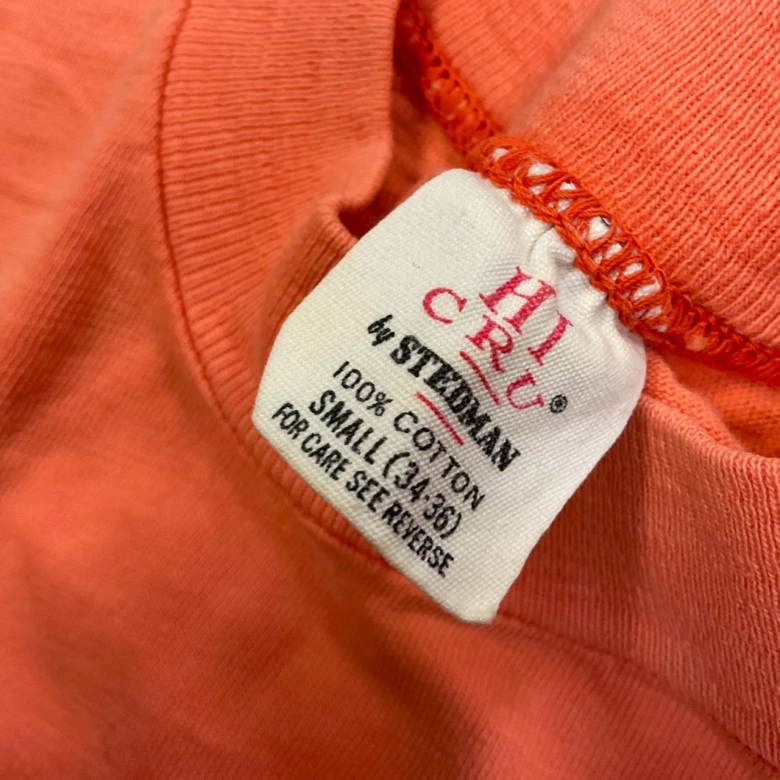 HI
CRU®
by STEDMAN
100% COTTON
SMALL (34-36)
FOR CARE SEE REVERSE